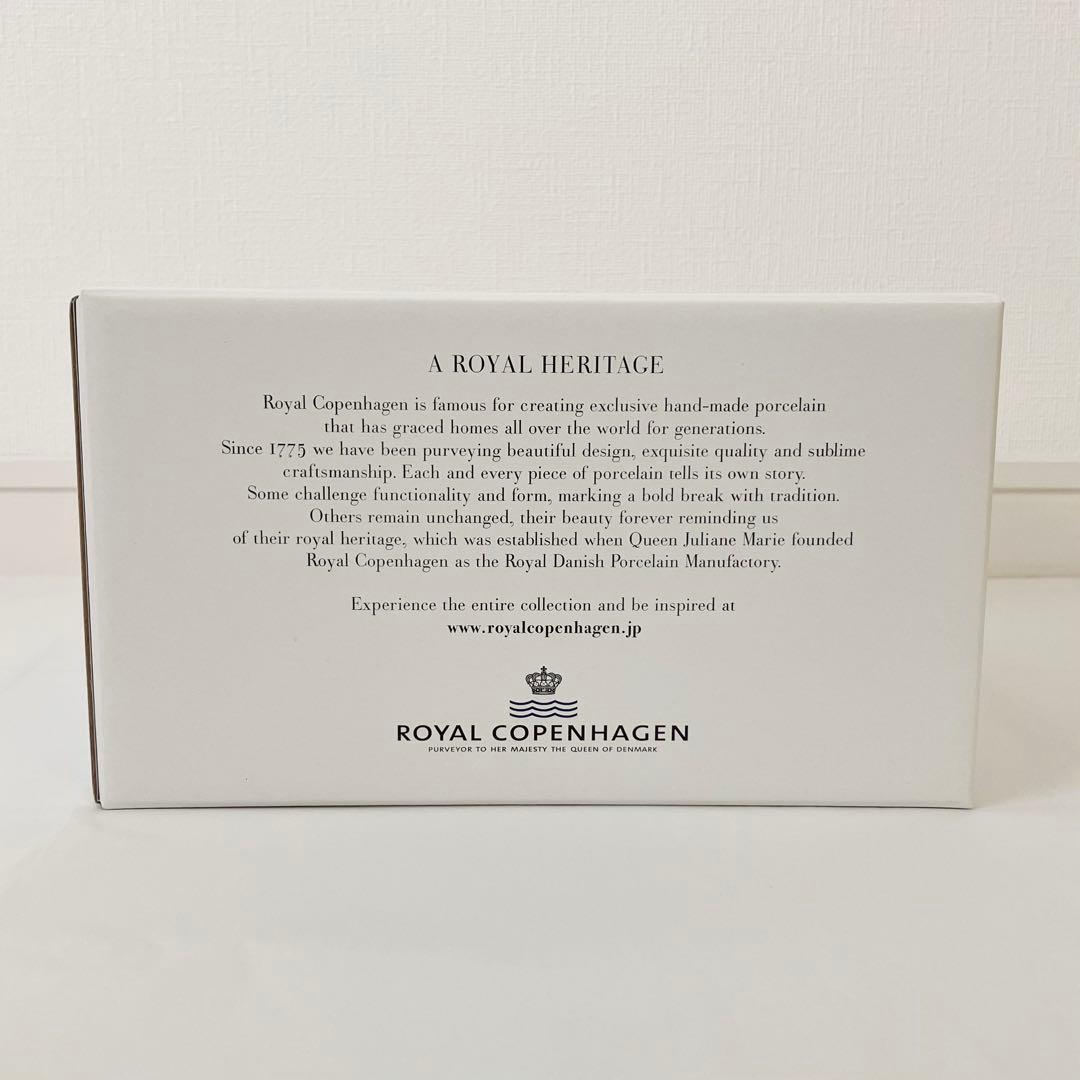 A ROYAL HERITAGE
Royal Copenhagen is famous for creating exclusive hand-made porcelain
that has graced homes all over the world for generations.
Since 1775 we have been purveying beautiful design, exquisite quality and sublime
craftsmanship. Each and every piece of porcelain tells its own story.
Some challenge functionality and form, marking a bold break with tradition.
Others remain unchanged, their beauty forever reminding us
of their royal heritage, which was established when Queen Juliane Marie founded
Royal Copenhagen as the Royal Danish Porcelain Manufactory.
Experience the entire collection and be inspired at
www.royalcopenhagen.jp
ROYAL COPENHAGEN
PURVEYOR TO HER MAJESTY THE QUEEN OF DENMARK